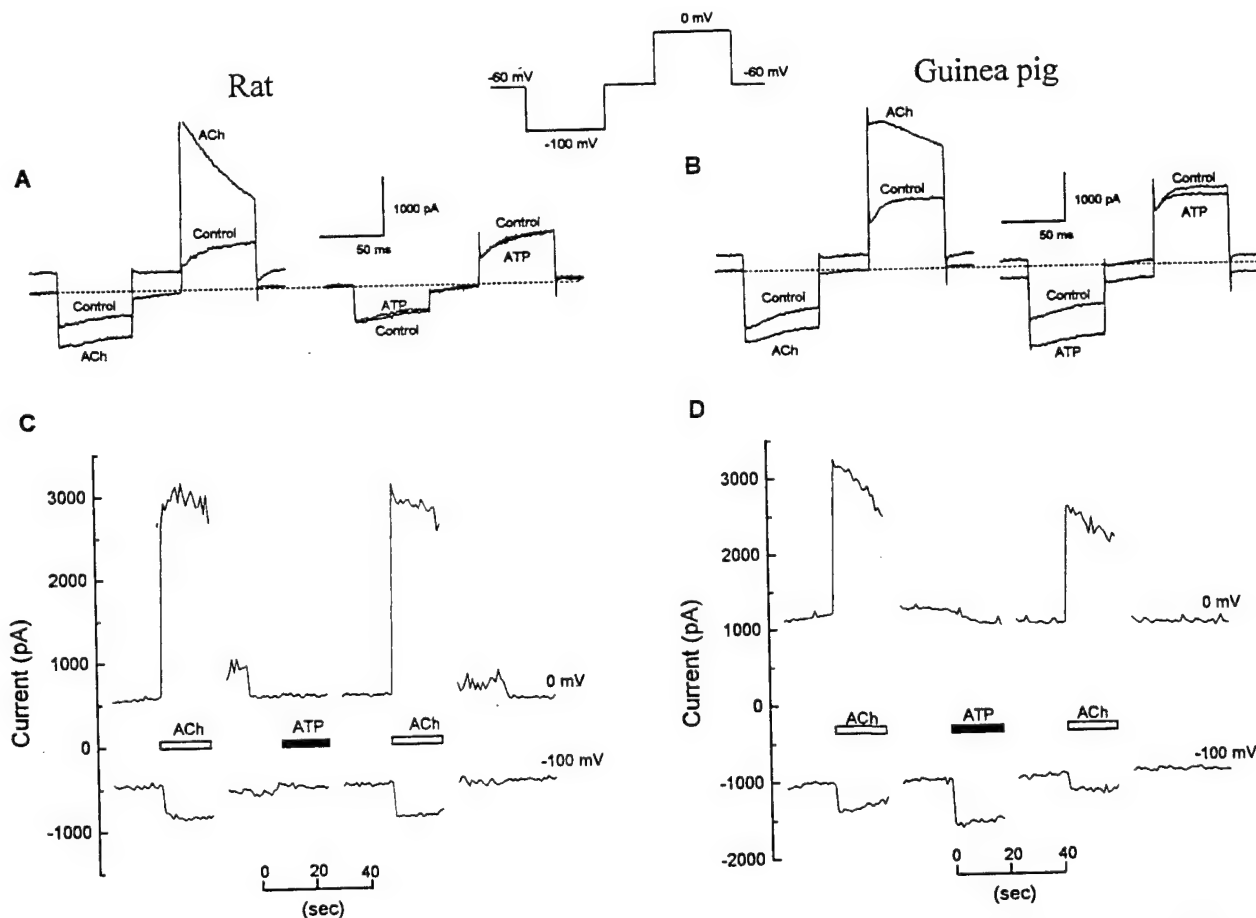 Rat
0 mV
-60 mV
-60 mV
-100 mV
Guinea pig
A
ACh
Control
Control
ACh
1000 pA
50 ms
Control
ATP
ATP
Control
B
ACh
Control
Control
ACh
1000 pA
50 ms
Control
ATP
Control
ATP
C
Current (pA)
3000
2000
1000
0
-1000
0 mV
ACh
ATP
ACh
-100 mV
0
20
40
(sec)
D
Current (pA)
3000
2000
1000
0
-1000
-2000
0 mV
ACh
ATP
ACh
-100 mV
0
20
40
(sec)